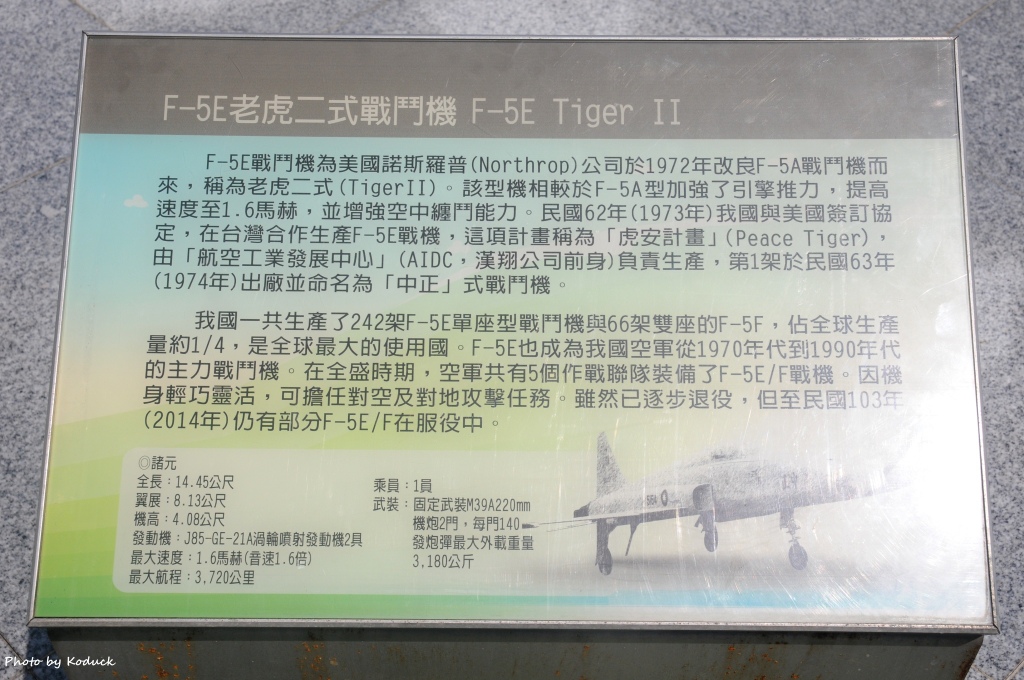 F-5E老虎二式戰鬥機 F-5E Tiger II
F-5E戰鬥機為美國諾斯羅普(Northrop)公司於1972年改良F-5A戰鬥機而
來，稱為老虎二式(TigerII)。該型機相較於F-5A型加強了引擎推力，提高
速度至1.6馬赫，並增強空中纏鬥能力。民國62年(1973年)我國與美國簽訂協
定，在台灣合作生產F-5E戰機，這項計畫稱為「虎安計畫」(Peace Tiger)，
由「航空工業發展中心」(AIDC，漢翔公司前身)負責生產，第1架於民國63年
(1974年)出廠並命名為「中正」式戰鬥機。
我國一共生產了242架F-5E單座型戰鬥機與66架雙座的F-5F，佔全球生產
量約1/4，是全球最大的使用國。F-5E也成為我國空軍從1970年代到1990年代
的主力戰鬥機。在全盛時期，空軍共有5個作戰聯隊裝備了F-5E/F戰機。因機
身輕巧靈活，可擔任對空及對地攻擊任務。雖然已逐步退役，但至民國103年
(2014年)仍有部分F-5E/F在服役中。
◎諸元
全長：14.45公尺
翼展：8.13公尺
機高：4.08公尺
發動機：J85-GE-21A渦輪噴射發動機2具
最大速度：1.6馬赫(音速1.6倍)
最大航程：3,720公里
乘員：1員
武裝：固定武裝M39A220mm
機炮2門，每門140
發炮彈最大外載重量
3,180公斤
Photo by Koduck